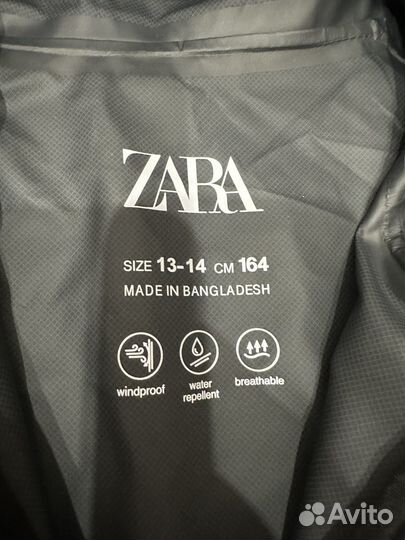 ZARA
SIZE 13-14 CM 164
MADE IN BANGLADESH
windproof
water
repellent
breathable
Avito